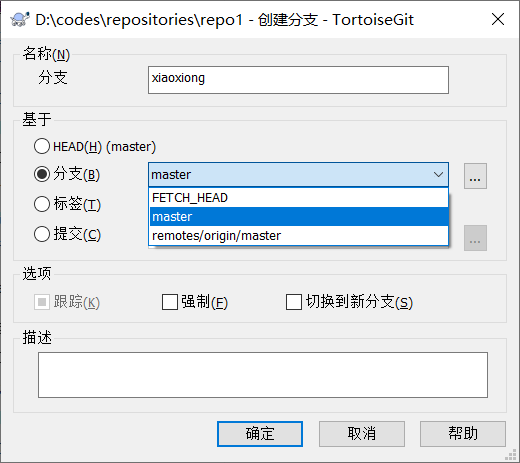 D:\codes\repositories\repo1 - 创建分支 - TortoiseGit
名称(N)
分支 xiaoxiong
基于
HEAD(H) (master)
分支(B) master ...
FETCH_HEAD
标签(T) master
remotes/origin/master
提交(C) ...
选项
跟踪(K) 强制(F) 切换到新分支(S)
描述
确定 取消 帮助